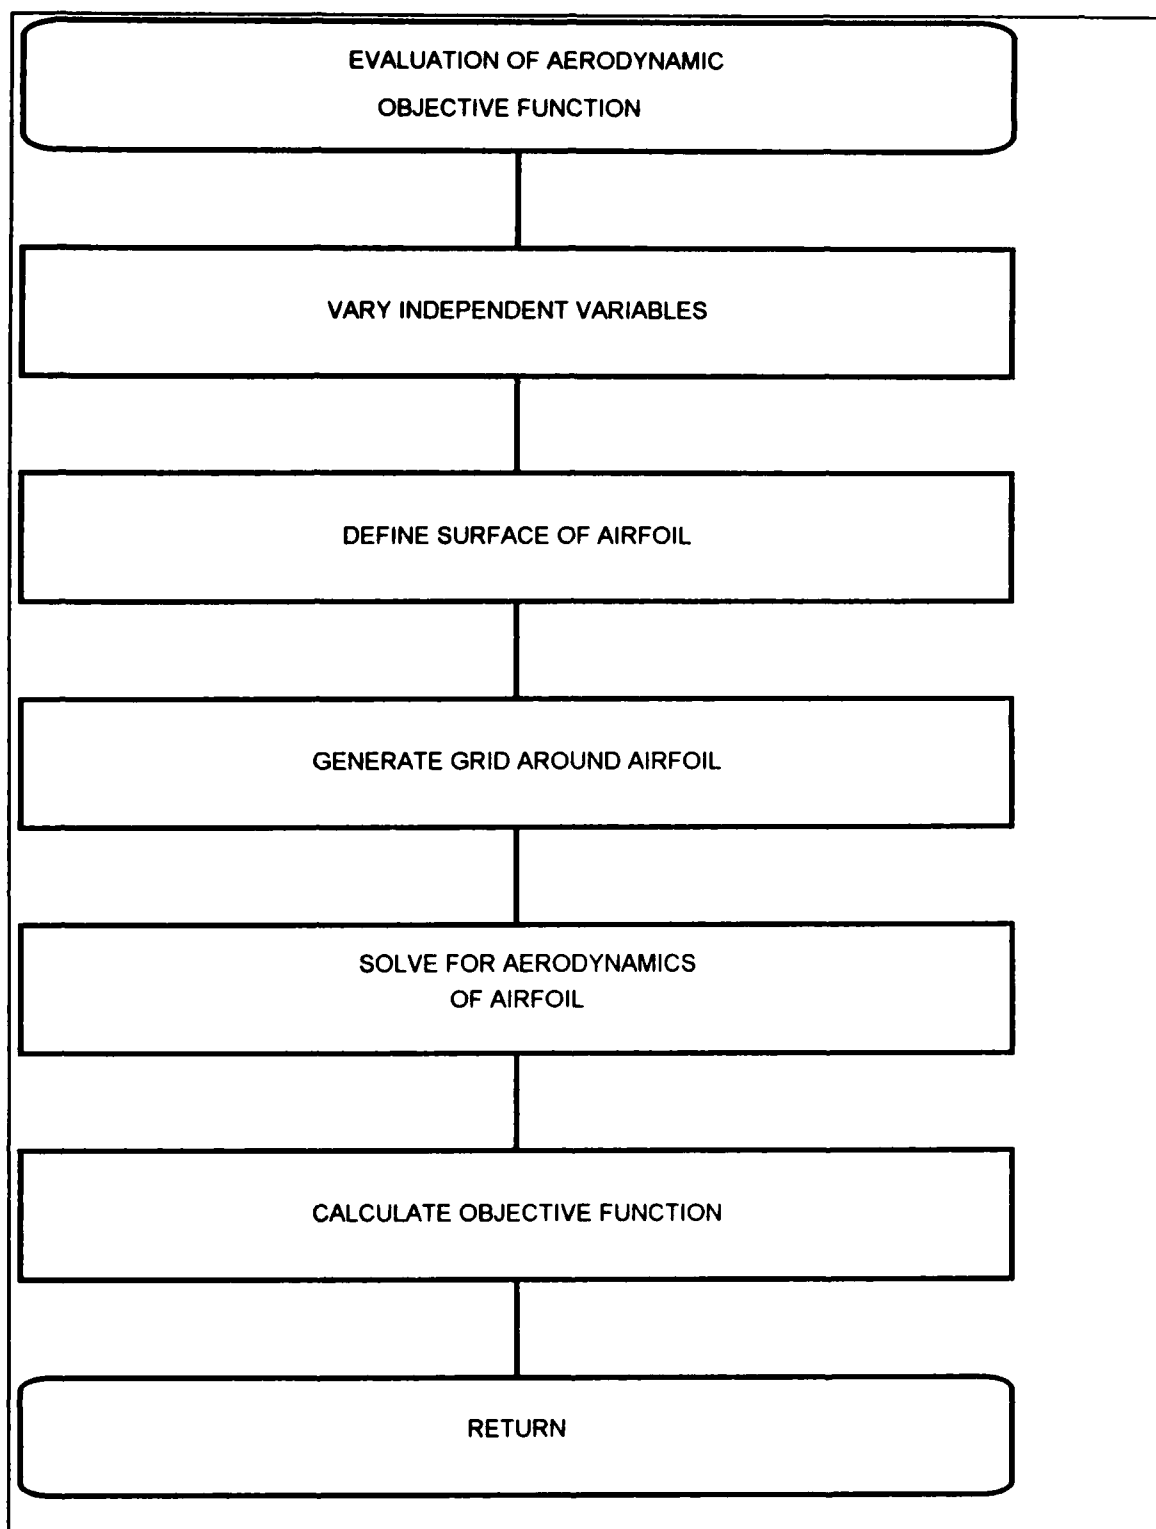 EVALUATION OF AERODYNAMIC
OBJECTIVE FUNCTION
VARY INDEPENDENT VARIABLES
DEFINE SURFACE OF AIRFOIL
GENERATE GRID AROUND AIRFOIL
SOLVE FOR AERODYNAMICS
OF AIRFOIL
CALCULATE OBJECTIVE FUNCTION
RETURN